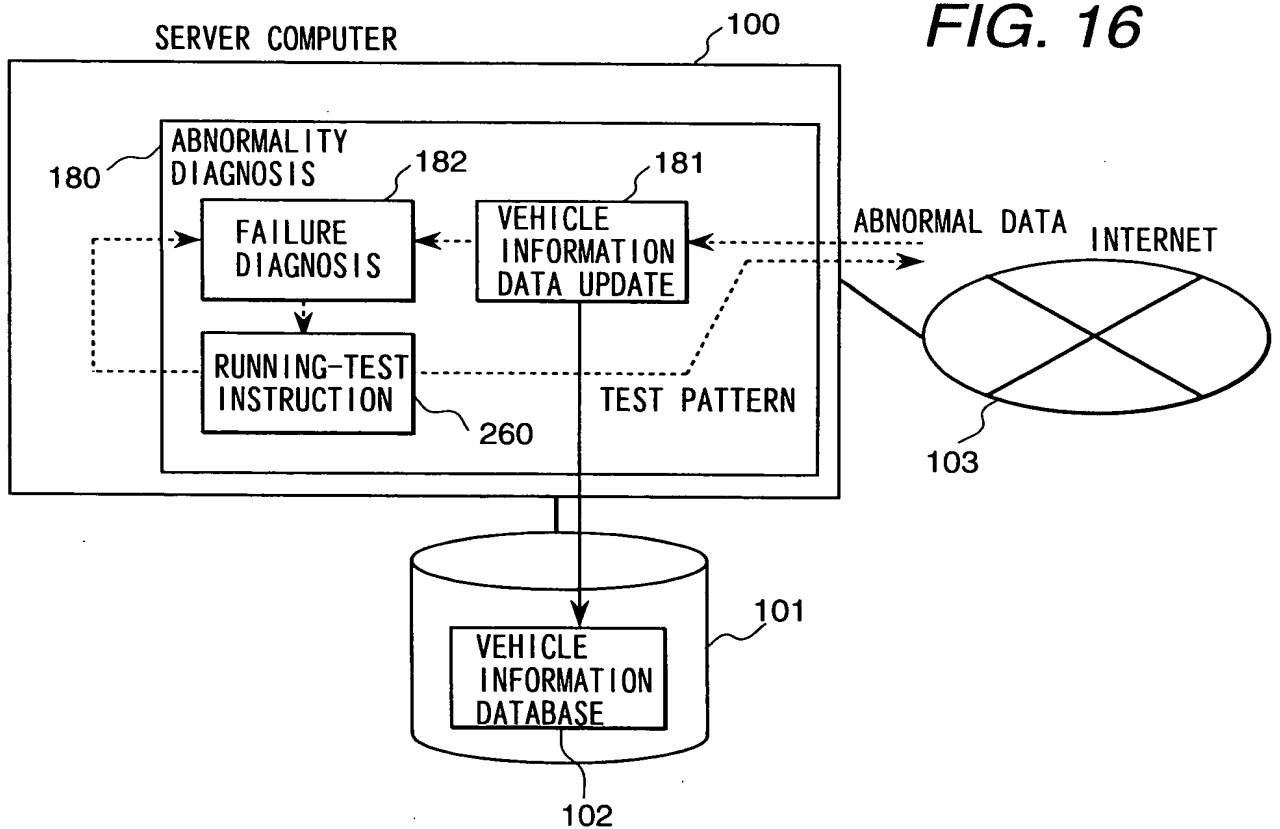 FIG. 16
SERVER COMPUTER
100
ABNORMALITY
DIAGNOSIS
180
182
181
FAILURE
DIAGNOSIS
VEHICLE
INFORMATION
DATA UPDATE
ABNORMAL DATA
INTERNET
RUNNING-TEST
INSTRUCTION
TEST PATTERN
260
103
101
VEHICLE
INFORMATION
DATABASE
102